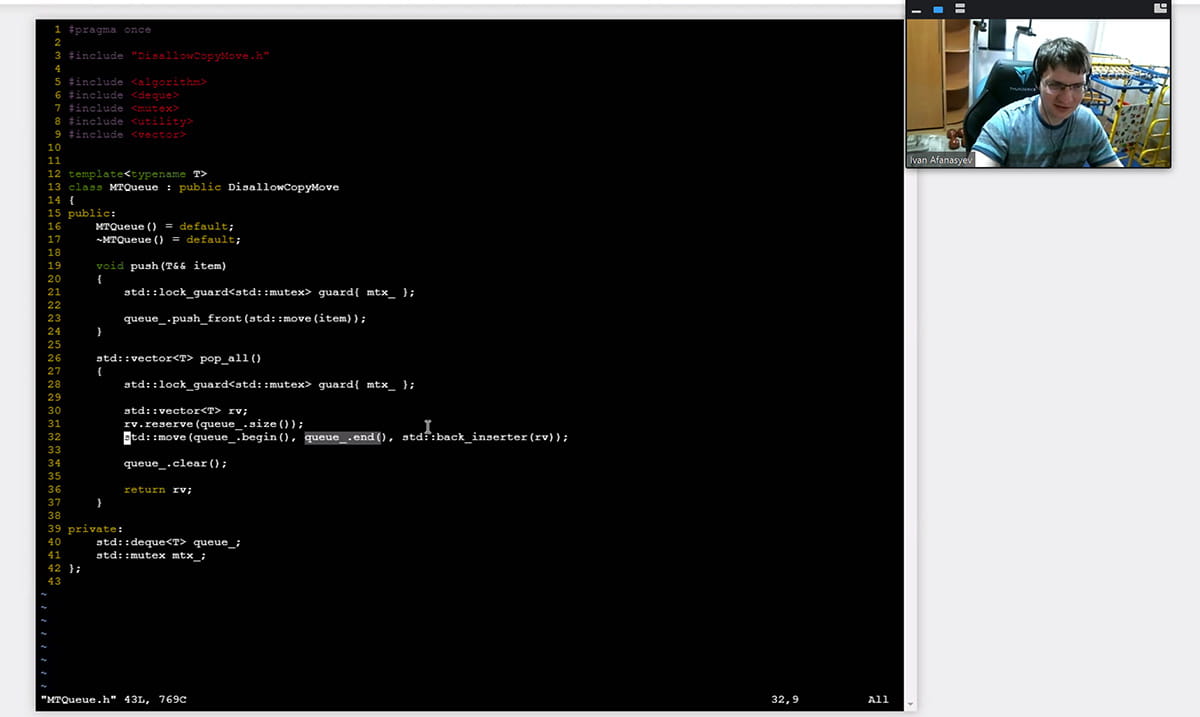 1 #pragma once
2
3 #include "DisallowCopyMove.h"
4
5 #include <algorithm>
6 #include <deque>
7 #include <mutex>
8 #include <utility>
9 #include <vector>
10
11
12 template<typename T>
13 class MTQueue : public DisallowCopyMove
14 {
15 public:
16     MTQueue() = default;
17     ~MTQueue() = default;
18
19     void push(T&& item)
20     {
21         std::lock_guard<std::mutex> guard{ mtx_ };
22
23         queue_.push_front(std::move(item));
24     }
25
26     std::vector<T> pop_all()
27     {
28         std::lock_guard<std::mutex> guard{ mtx_ };
29
30         std::vector<T> rv;
31         rv.reserve(queue_.size());
32         std::move(queue_.begin(), queue_.end(), std::back_inserter(rv));
33
34         queue_.clear();
35
36         return rv;
37     }
38
39 private:
40     std::deque<T> queue_;
41     std::mutex mtx_;
42 };
43
~
~
~
~
~
~
~
~
"MTQueue.h" 43L, 769C 32,9 All
Ivan Afanasyev